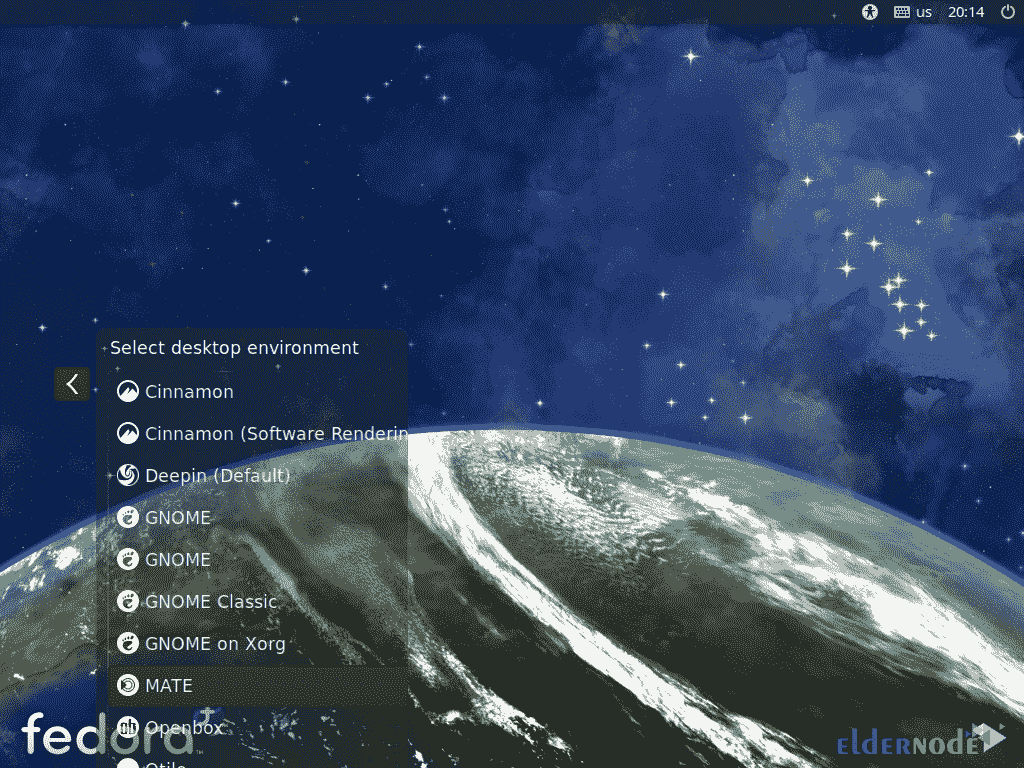 us 20:14
Select desktop environment
Cinnamon
Cinnamon (Software Renderin
Deepin (Default)
GNOME
GNOME
GNOME Classic
GNOME on Xorg
MATE
Openbox
Qtile
fedora
ELDERNODE